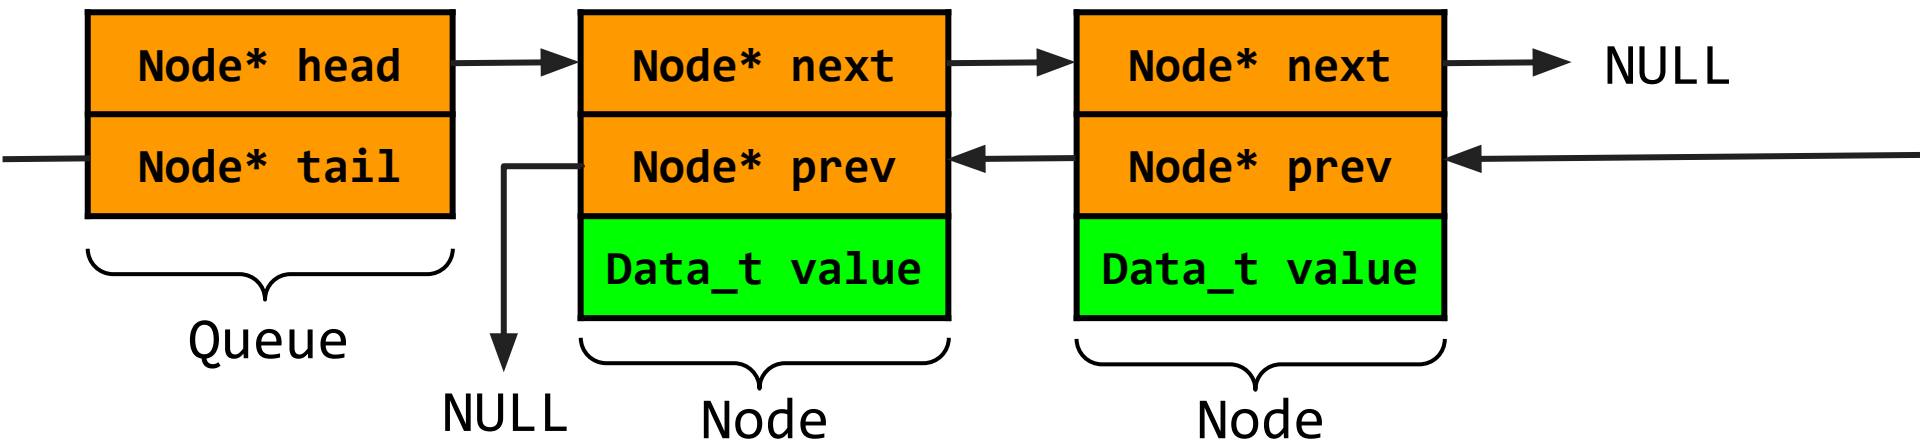 Node* head
Node* next
Node* next
NULL
Node* tail
Node* prev
Node* prev
Data_t value
Data_t value
Queue
NULL
Node
Node